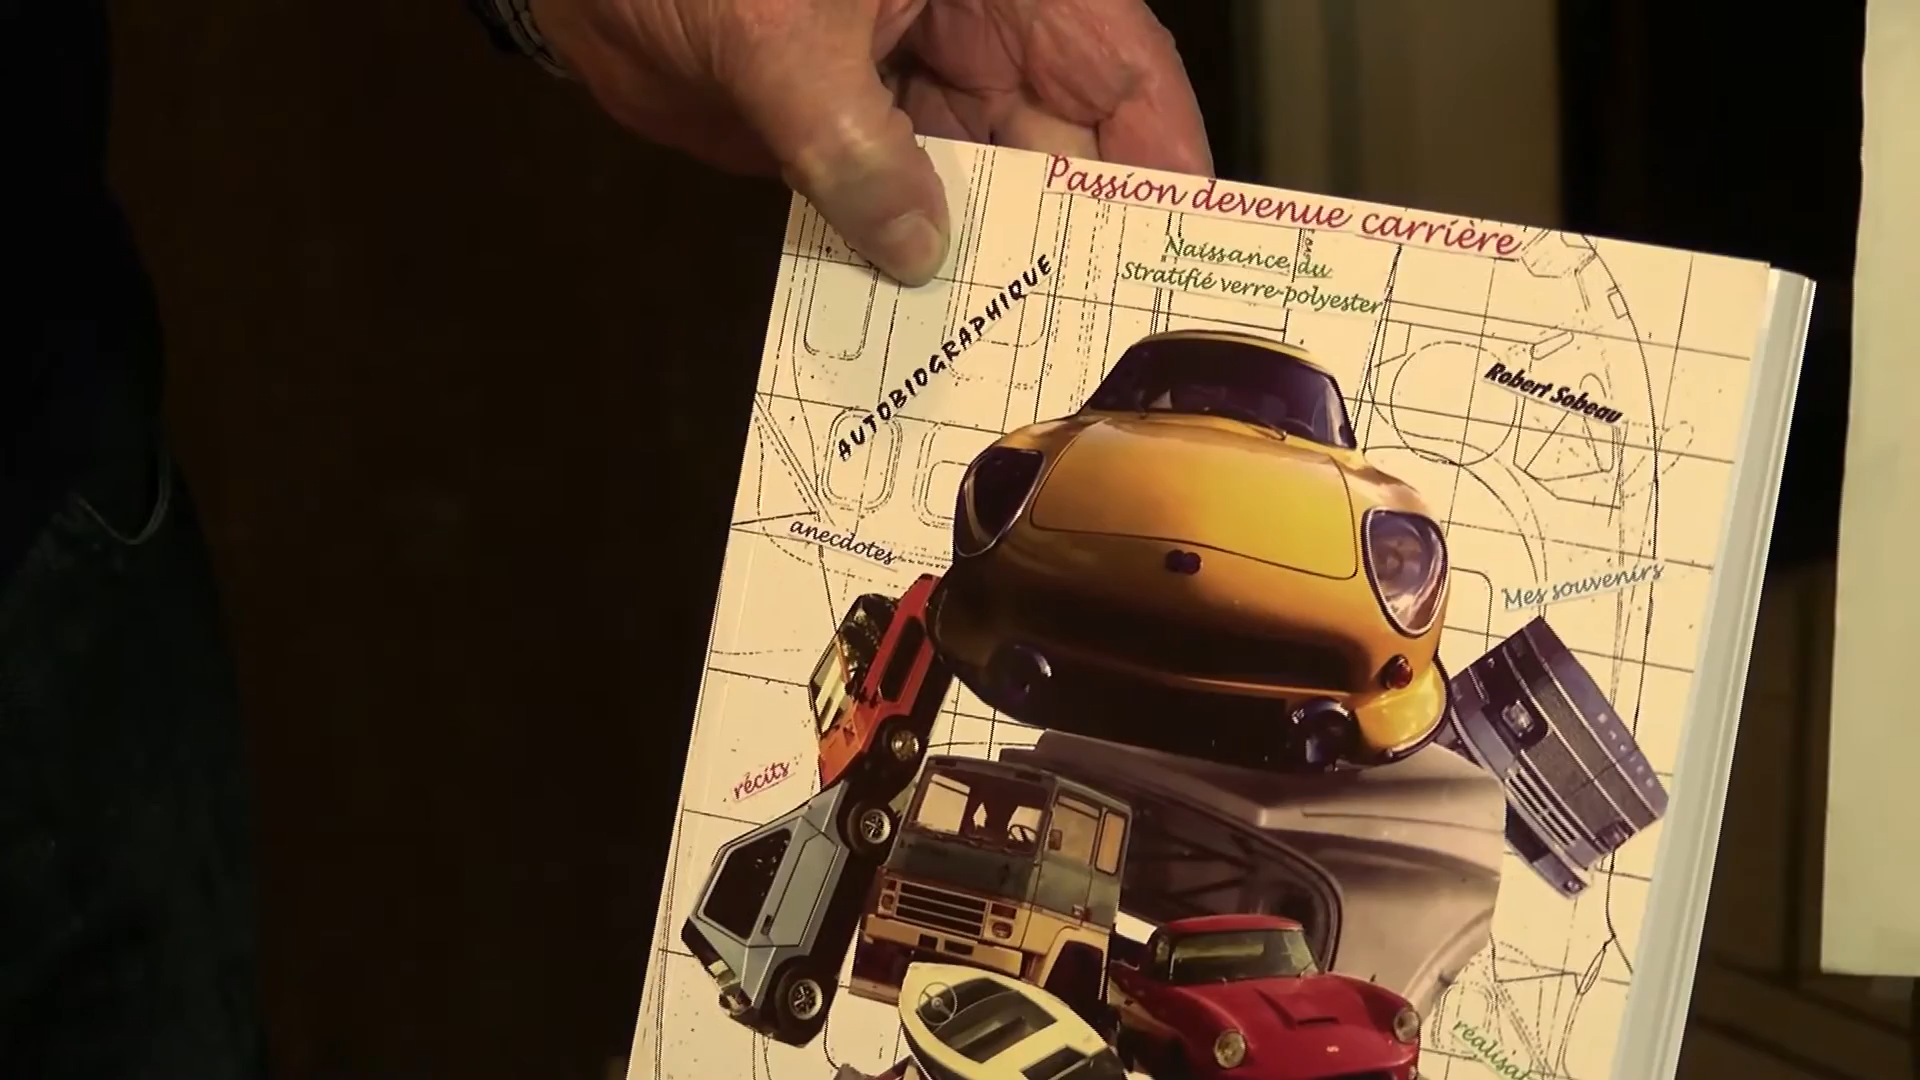 Passion devenue carrière
Naissance du
Stratifié verre-polyester
AUTOBIOGRAPHIQUE
Robert Sobeau
anecdotes
Mes souvenirs
récits